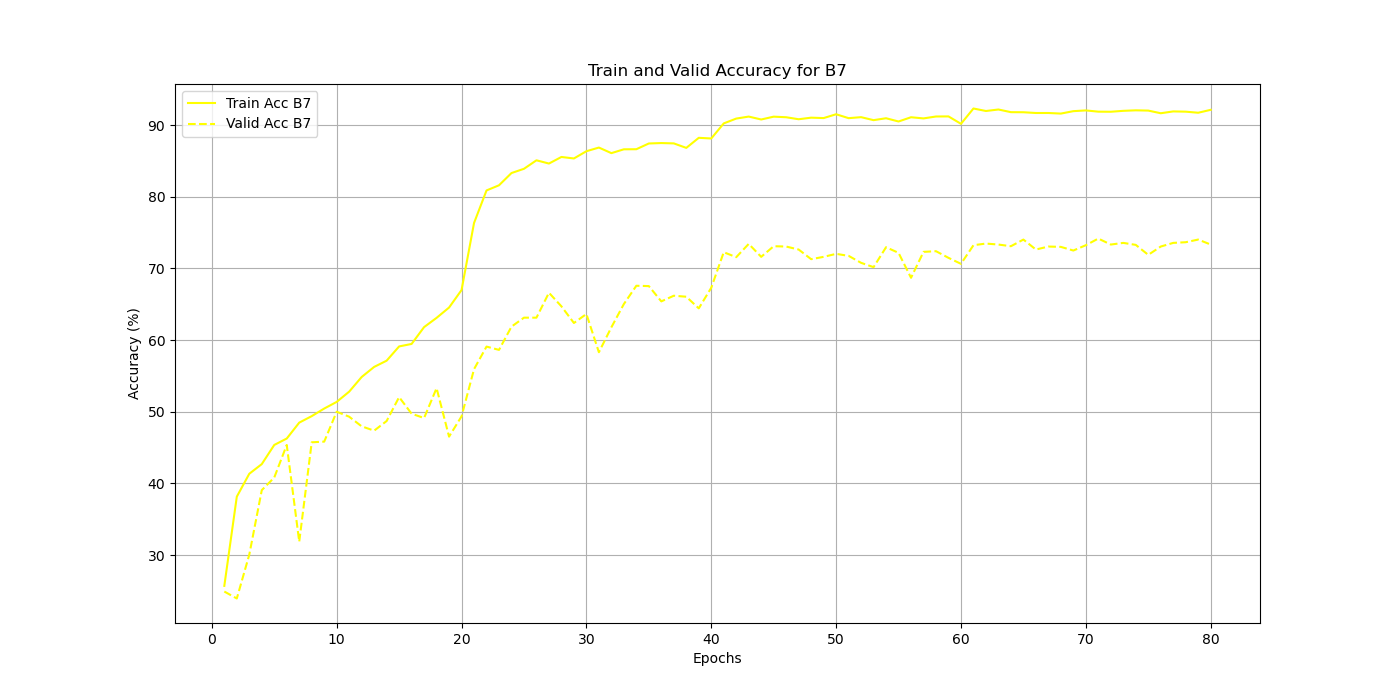 Train and Valid Accuracy for B7
Train Acc B7
Valid Acc B7
Accuracy (%)
90
80
70
60
50
40
30
0 10 20 30 40 50 60 70 80
Epochs